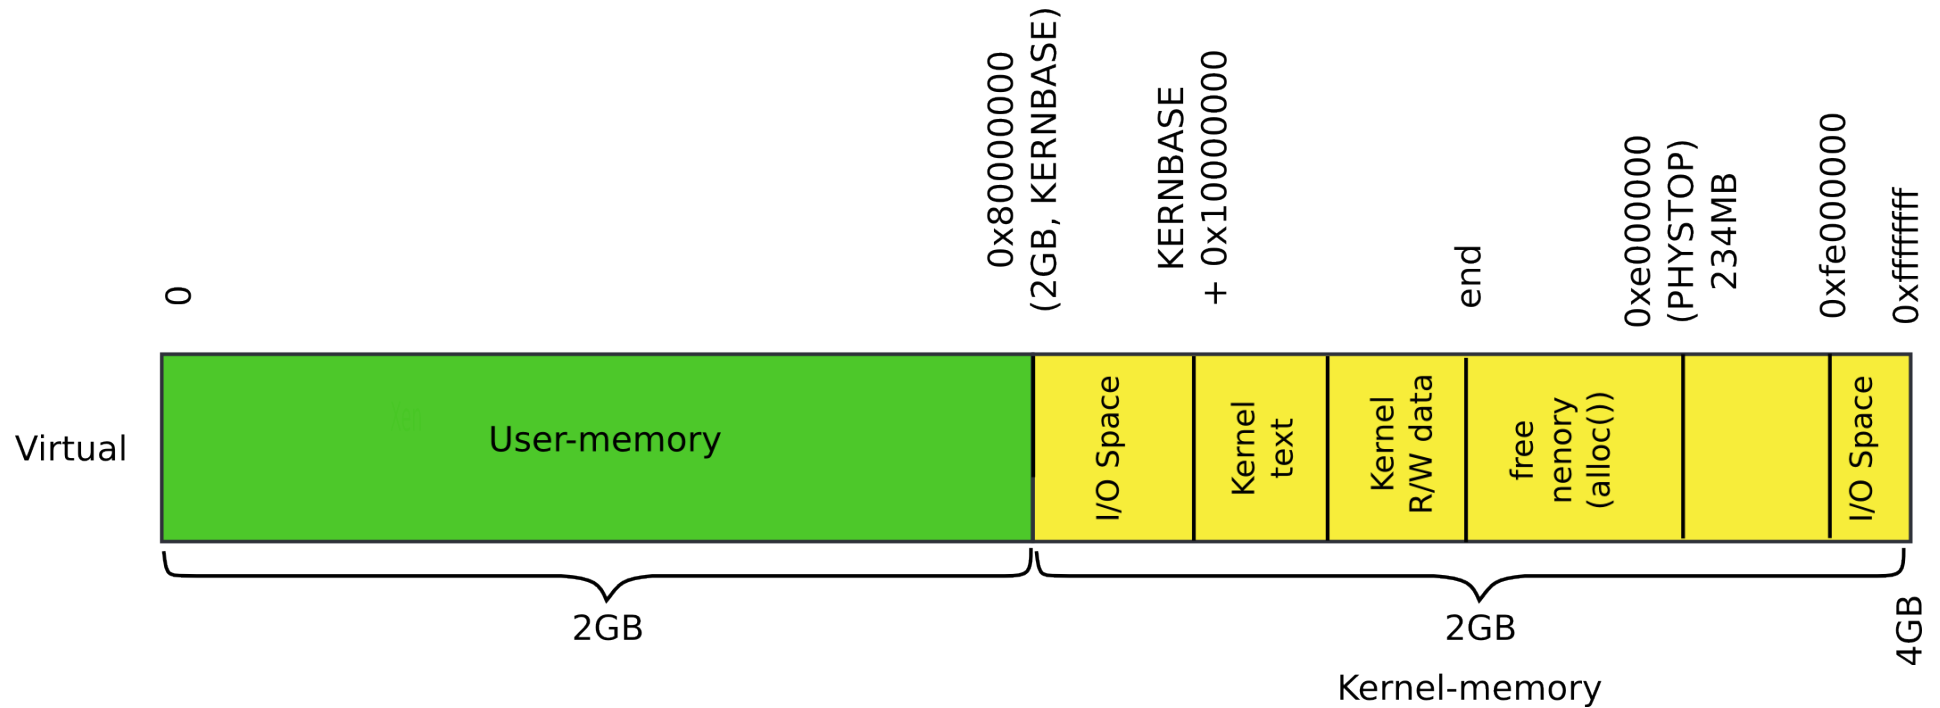 0
0x80000000
(2GB, KERNBASE)
KERNBASE
+ 0x10000000
end
0xe000000
(PHYSTOP)
234MB
0xfe000000
0xffffffff
Virtual
User-memory
I/O Space
Kernel
text
Kernel
R/W data
free
nenory
(alloc())
I/O Space
2GB
2GB
4GB
Kernel-memory